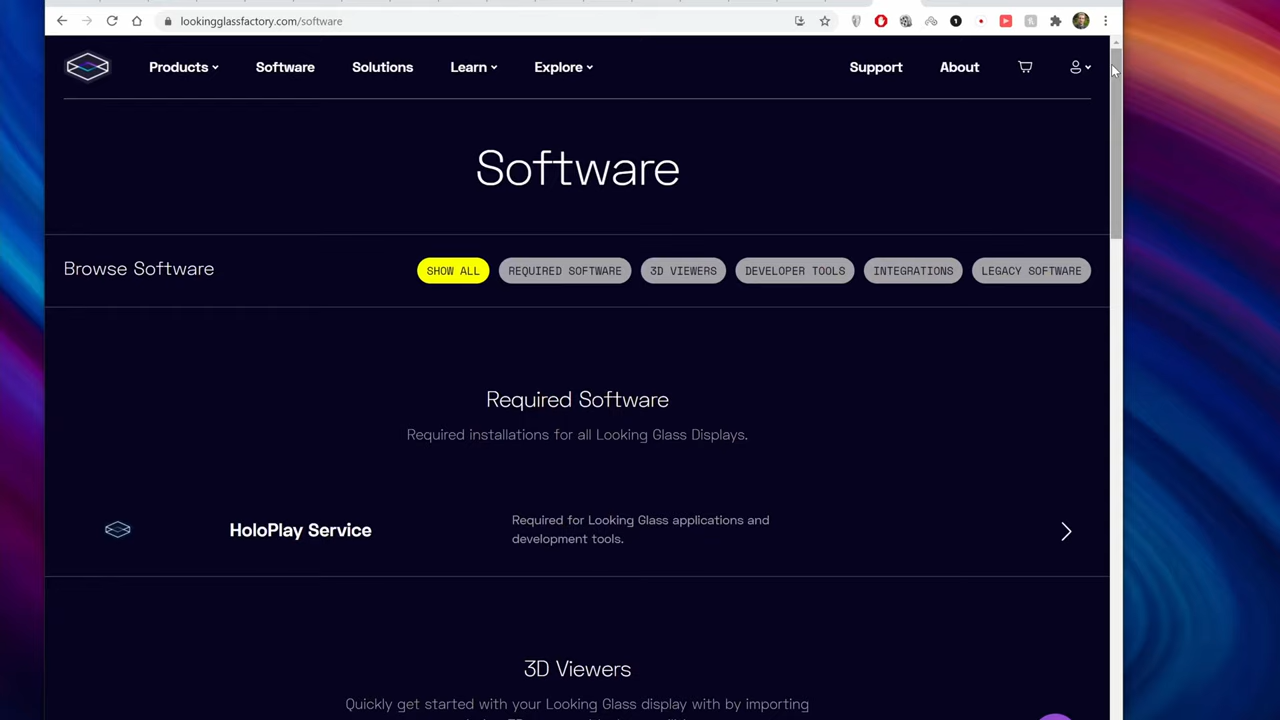 lookingglassfactory.com/software
Products Software Solutions Learn Explore Support About
Software
Browse Software
SHOW ALL REQUIRED SOFTWARE 3D VIEWERS DEVELOPER TOOLS INTEGRATIONS LEGACY SOFTWARE
Required Software
Required installations for all Looking Glass Displays.
HoloPlay Service
Required for Looking Glass applications and
development tools.
3D Viewers
Quickly get started with your Looking Glass display with by importing